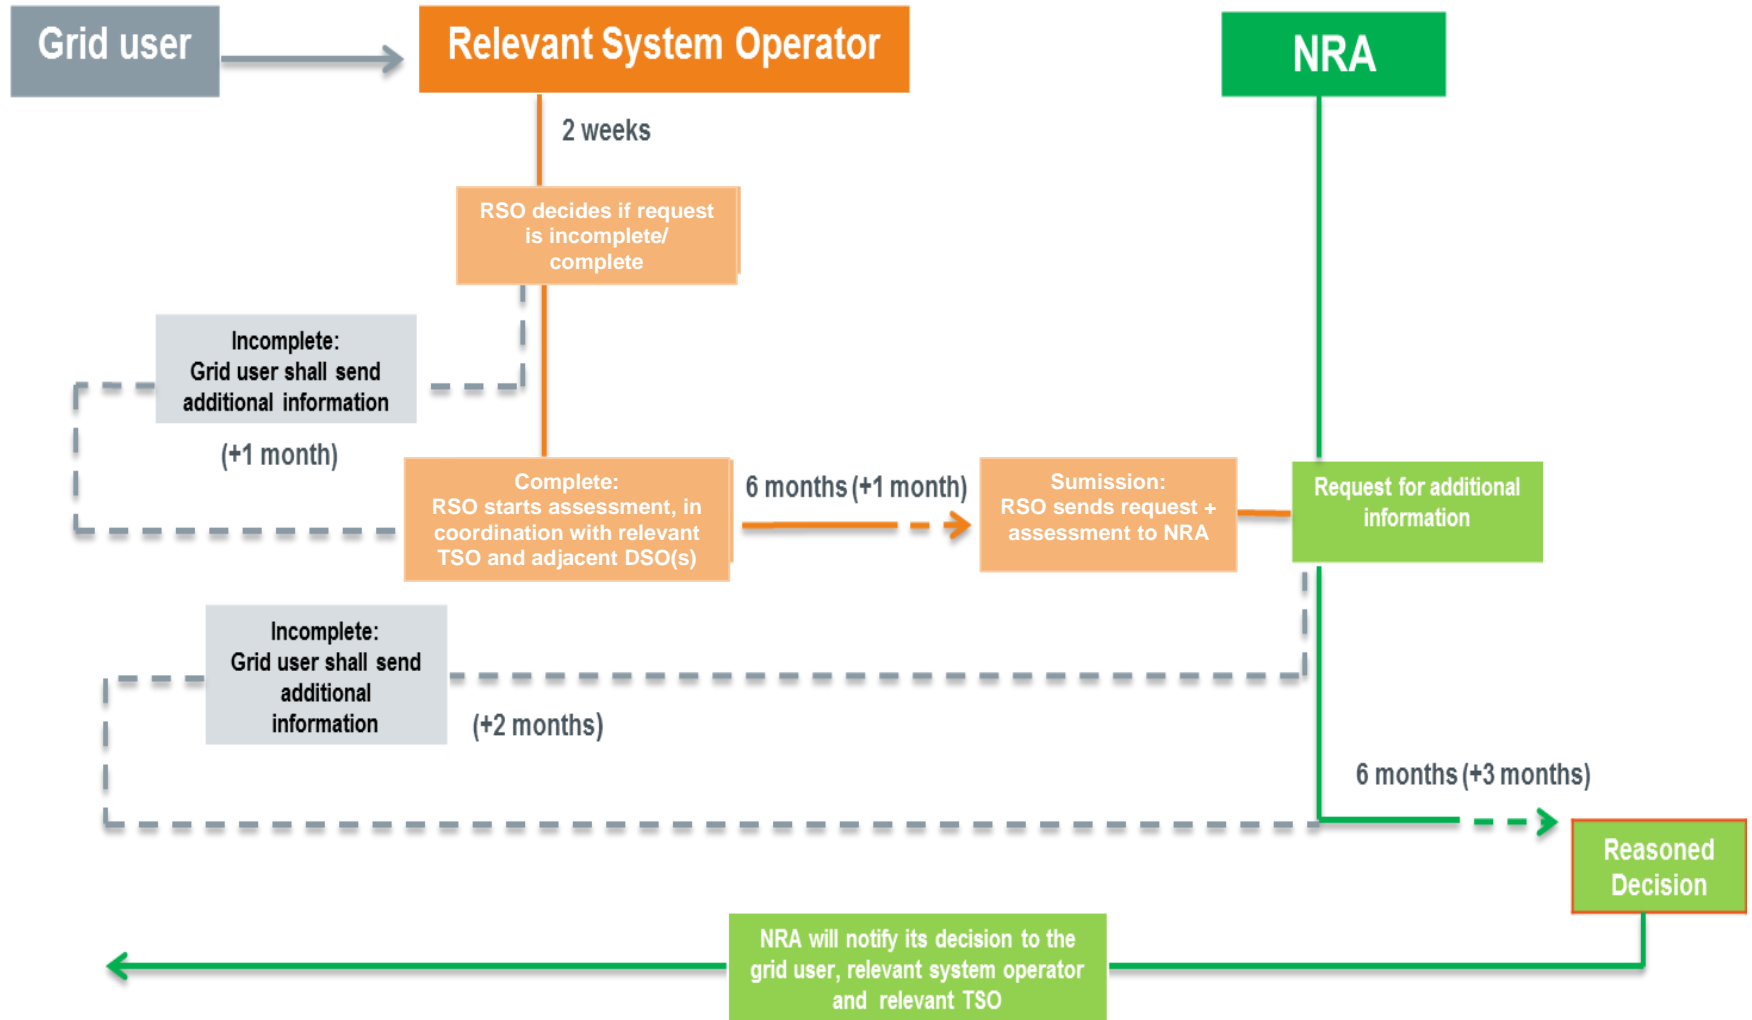 Grid user
Relevant System Operator
NRA
2 weeks
RSO decides if request
is incomplete/
complete
Incomplete:
Grid user shall send
additional information
(+1 month)
Complete:
RSO starts assessment, in
coordination with relevant
TSO and adjacent DSO(s)
6 months (+1 month)
Sumission:
RSO sends request +
assessment to NRA
Request for additional
information
Incomplete:
Grid user shall send
additional
information
(+2 months)
6 months (+3 months)
Reasoned
Decision
NRA will notify its decision to the
grid user, relevant system operator
and relevant TSO